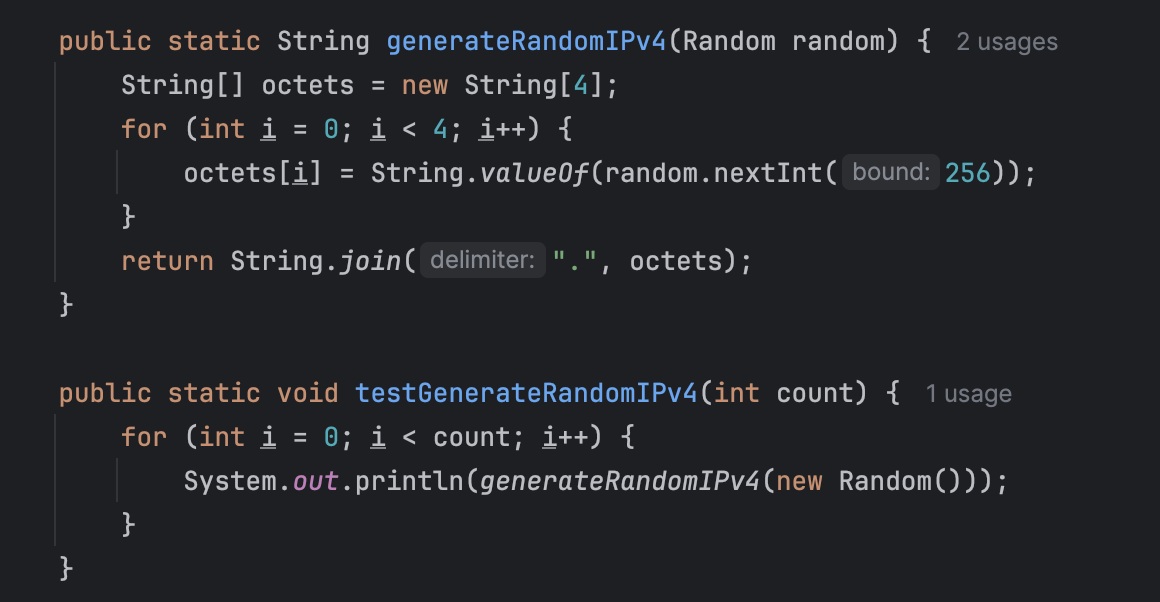 public static String generateRandomIPv4(Random random) { 2 usages
String[] octets = new String[4];
for (int i = 0; i < 4; i++) {
octets[i] = String.valueOf(random.nextInt( bound: 256));
}
return String.join( delimiter: ".", octets);
}
public static void testGenerateRandomIPv4(int count) { 1 usage
for (int i = 0; i < count; i++) {
System.out.println(generateRandomIPv4(new Random()));
}
}